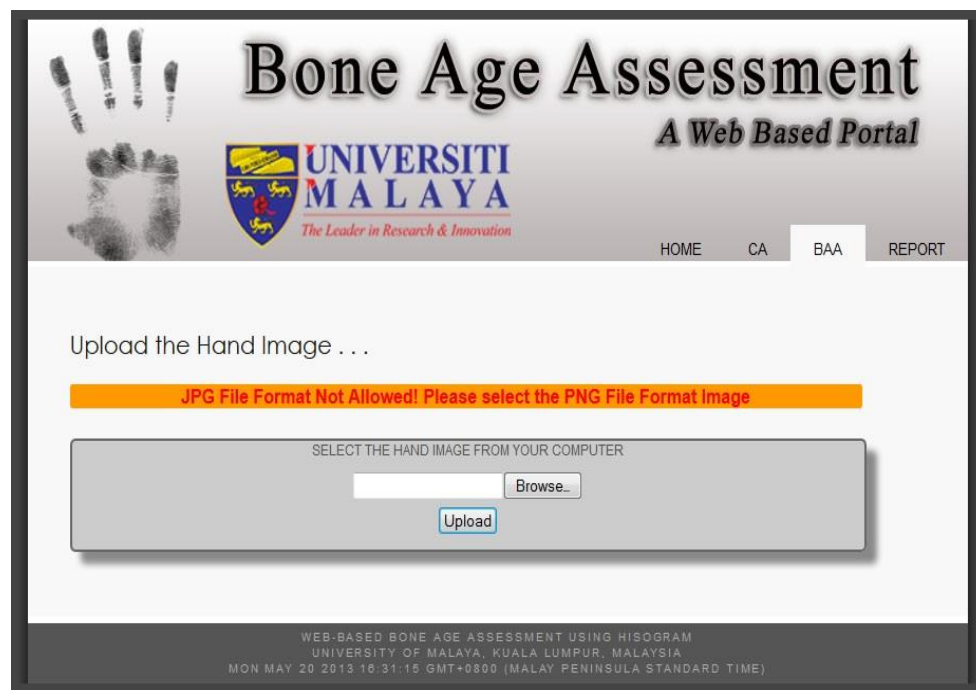 Bone Age Assessment
A Web Based Portal
UNIVERSITI
MALAYA
The Leader in Research & Innovation
HOME CA BAA REPORT
Upload the Hand Image . . .
JPG File Format Not Allowed! Please select the PNG File Format Image
SELECT THE HAND IMAGE FROM YOUR COMPUTER
Browse...
Upload
WEB-BASED BONE AGE ASSESSMENT USING HISOGRAM
UNIVERSITY OF MALAYA, KUALA LUMPUR, MALAYSIA
MON MAY 20 2013 16:31:15 GMT+0800 (MALAY PENINSULA STANDARD TIME)